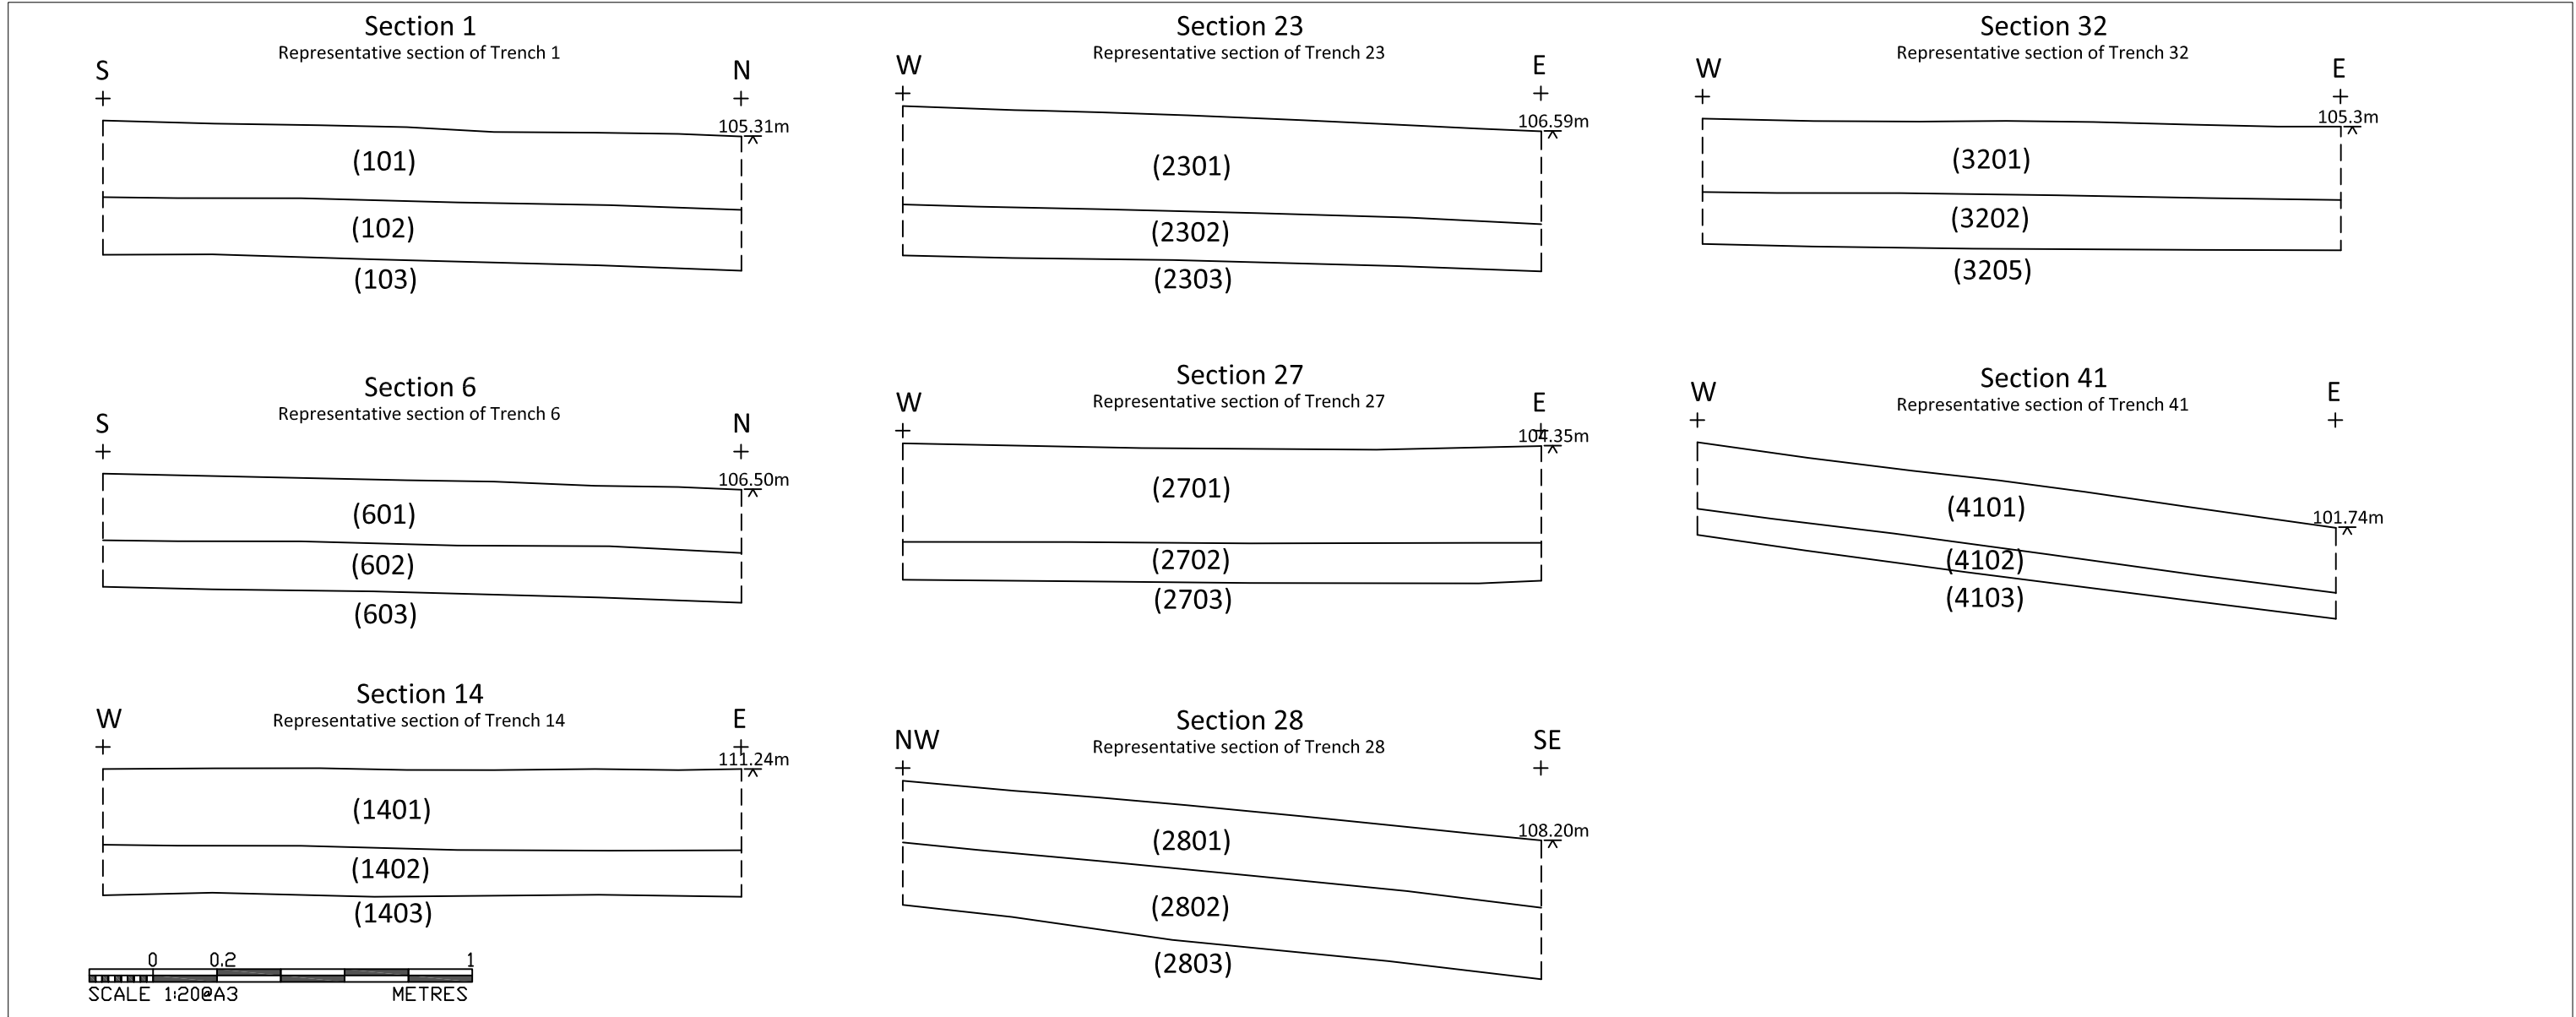 Section 1
Representative section of Trench 1
S
N
105.31m
(101)
(102)
(103)
Section 6
Representative section of Trench 6
S
N
106.50m
(601)
(602)
(603)
Section 14
Representative section of Trench 14
W
E
111.24m
(1401)
(1402)
(1403)
0 0.2 1
SCALE 1:20@A3 METRES
Section 23
Representative section of Trench 23
W
E
106.59m
(2301)
(2302)
(2303)
Section 27
Representative section of Trench 27
W
E
104.35m
(2701)
(2702)
(2703)
Section 28
Representative section of Trench 28
NW
SE
108.20m
(2801)
(2802)
(2803)
Section 32
Representative section of Trench 32
W
E
105.3m
(3201)
(3202)
(3205)
Section 41
Representative section of Trench 41
W
E
101.74m
(4101)
(4102)
(4103)